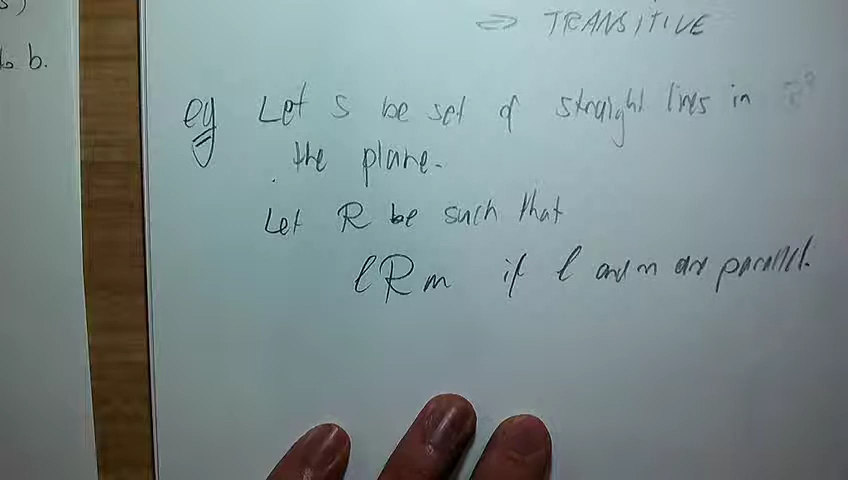 s)
to b.
⇒ TRANSITIVE
eg Let S be set of straight lines in
the plane.
Let R be such that
l R m if l and m are parallel.